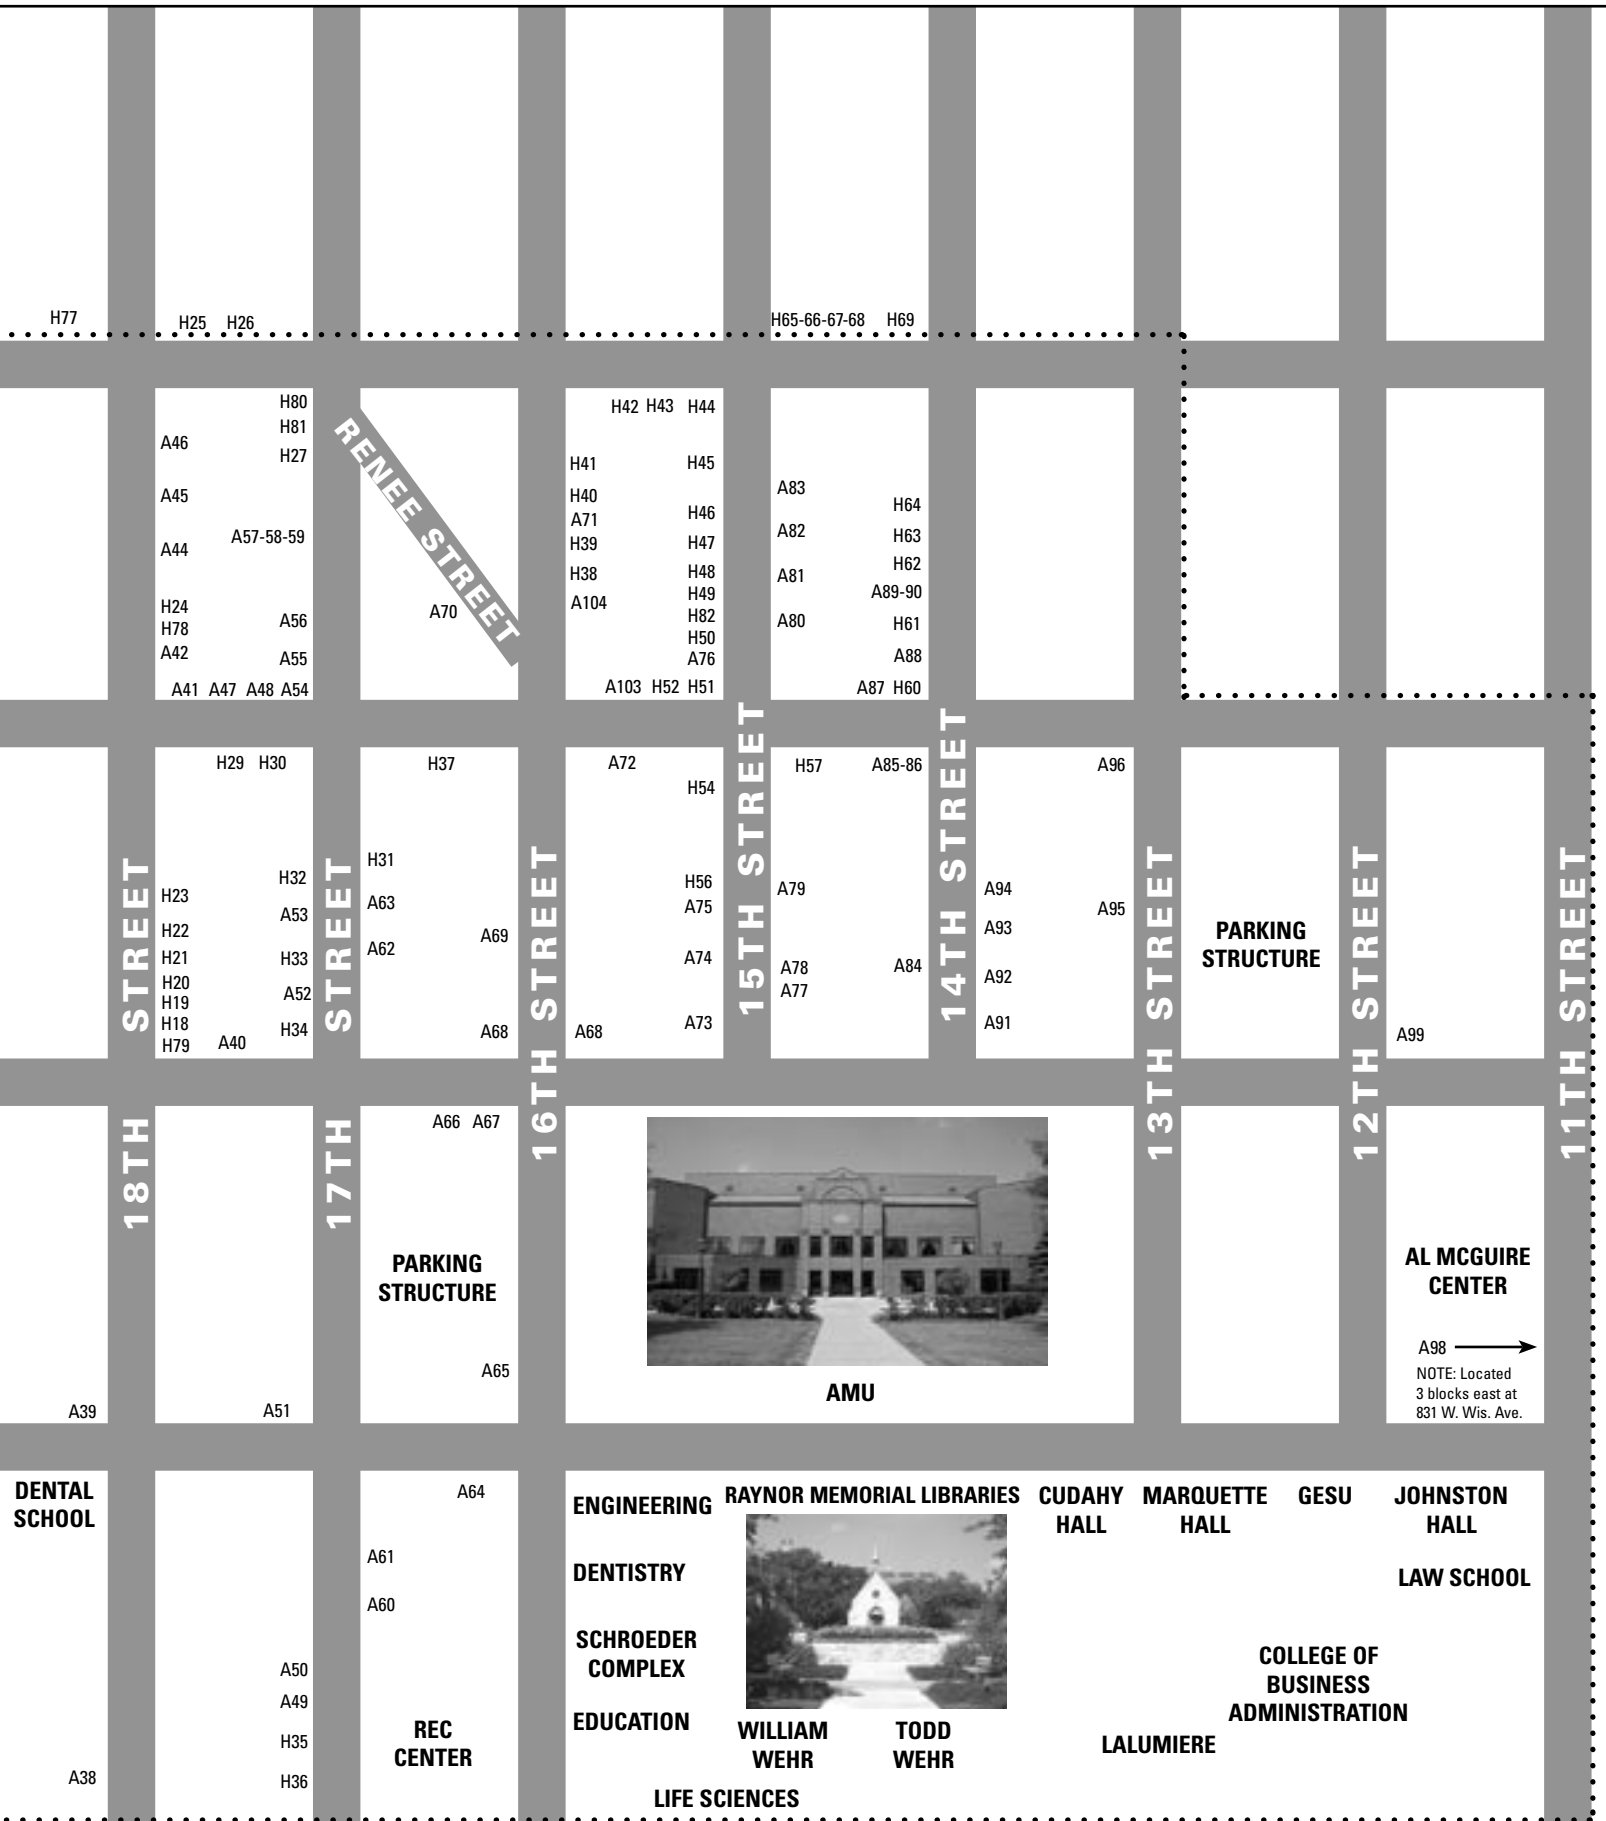 H77
H25 H26
H65-66-67-68 H69
H80
H81
H27
A46
A45
A57-58-59
A44
H24
H78
A42
A56
A55
A41 A47 A48 A54
RENEE STREET
A70
H42 H43 H44
H41
H45
H40
A71
H39
H38
A104
H46
H47
H48
H49
H82
H50
A76
A103 H52 H51
A83
A82
A81
A80
H64
H63
H62
A89-90
H61
A88
A87 H60
H29 H30
H37
A72
H54
H57
A85-86
A96
H23
H22
H21
H20
H19
H18
H79
A40
H32
A53
H33
A52
H34
H31
A63
A62
A69
A68
A68
H56
A75
A74
A73
A79
A78
A77
A84
A94
A93
A92
A91
A95
PARKING
STRUCTURE
A99
18TH STREET
17TH STREET
16TH STREET
15TH STREET
14TH STREET
13TH STREET
12TH STREET
11TH STREET
A66 A67
PARKING
STRUCTURE
A65
A39
A51
AMU
AL MCGUIRE
CENTER
A98
NOTE: Located
3 blocks east at
831 W. Wis. Ave.
DENTAL
SCHOOL
A64
A61
A60
A50
A49
H35
H36
A38
REC
CENTER
ENGINEERING
RAYNOR MEMORIAL LIBRARIES
CUDAHY
HALL
MARQUETTE
HALL
GESU
JOHNSTON
HALL
DENTISTRY
LAW SCHOOL
SCHROEDER
COMPLEX
COLLEGE OF
BUSINESS
ADMINISTRATION
EDUCATION
WILLIAM
WEHR
TODD
WEHR
LALUMIERE
LIFE SCIENCES